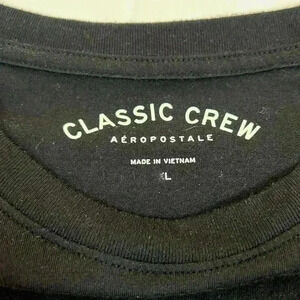 CLASSIC CREW
AÉROPOSTALE
MADE IN VIETNAM
XL